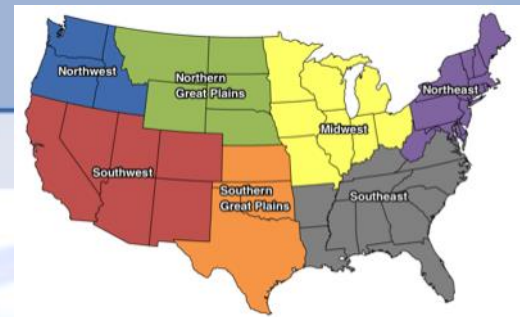 Northwest
Northern
Great Plains
Northeast
Midwest
Southwest
Southern
Great Plains
Southeast